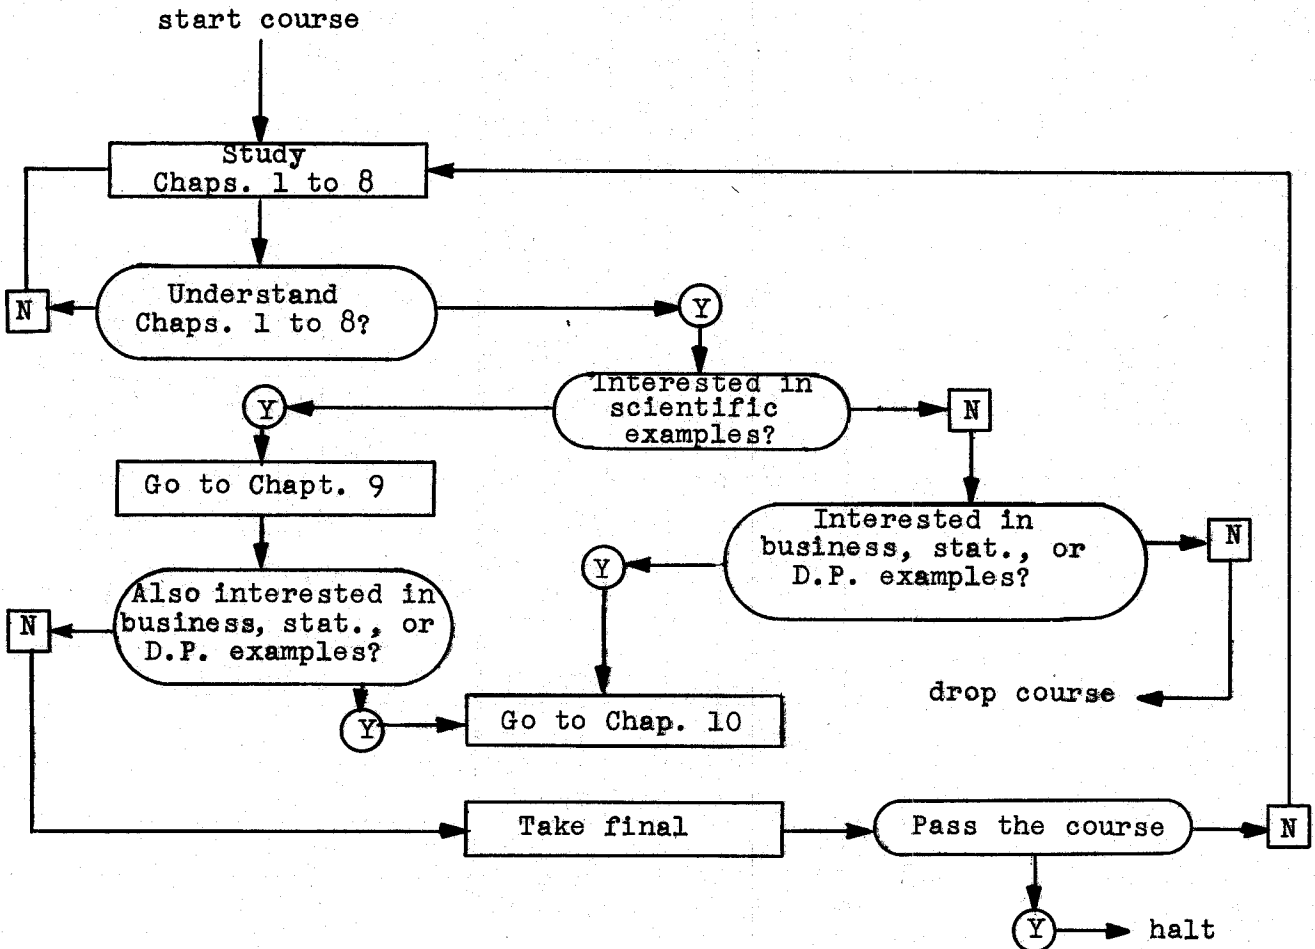 start course
Study
Chaps. 1 to 8
Understand
Chaps. 1 to 8?
N
Y
Interested in
scientific
examples?
Y
N
Go to Chapt. 9
Interested in
business, stat., or
D.P. examples?
N
Y
Also interested in
business, stat., or
D.P. examples?
N
drop course
Y
Go to Chap. 10
Take final
Pass the course
N
Y
halt